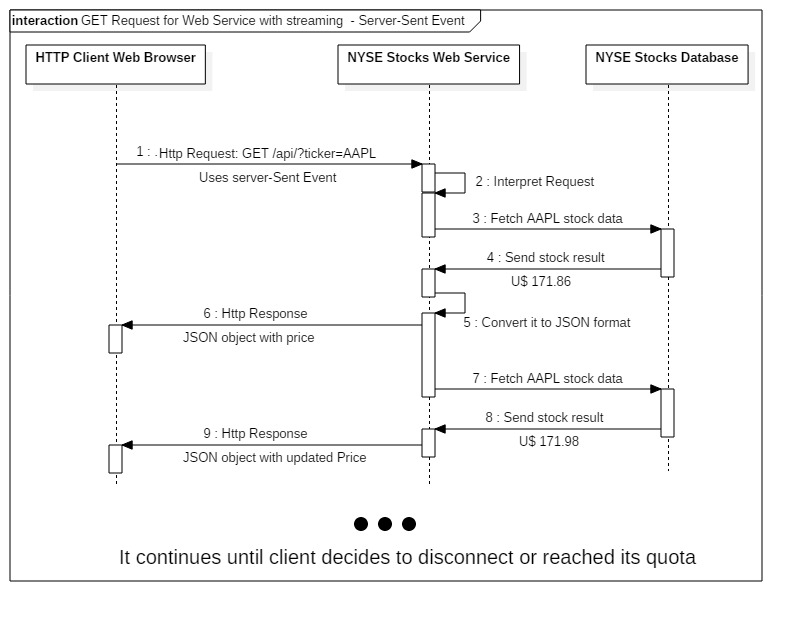 interaction GET Request for Web Service with streaming - Server-Sent Event
HTTP Client Web Browser
NYSE Stocks Web Service
NYSE Stocks Database
1 : . Http Request: GET /api/?ticker=AAPL
Uses server-Sent Event
2 : Interpret Request
3 : Fetch AAPL stock data
4 : Send stock result
U$ 171.86
6 : Http Response
5 : Convert it to JSON format
JSON object with price
7 : Fetch AAPL stock data
8 : Send stock result
9 : Http Response
U$ 171.98
JSON object with updated Price
It continues until client decides to disconnect or reached its quota